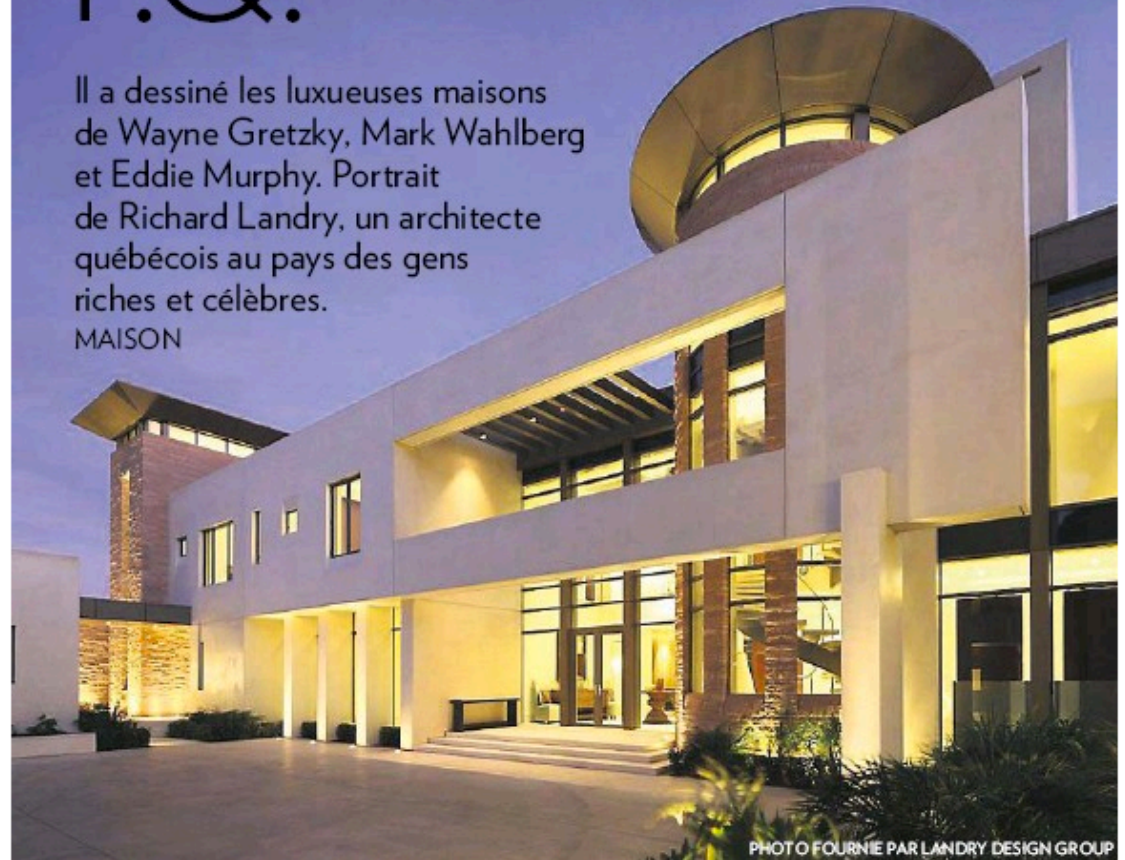 Il a dessiné les luxueuses maisons
de Wayne Gretzky, Mark Wahlberg
et Eddie Murphy. Portrait
de Richard Landry, un architecte
québécois au pays des gens
riches et célèbres.
MAISON
PHOTO FOURNIE PAR LANDRY DESIGN GROUP